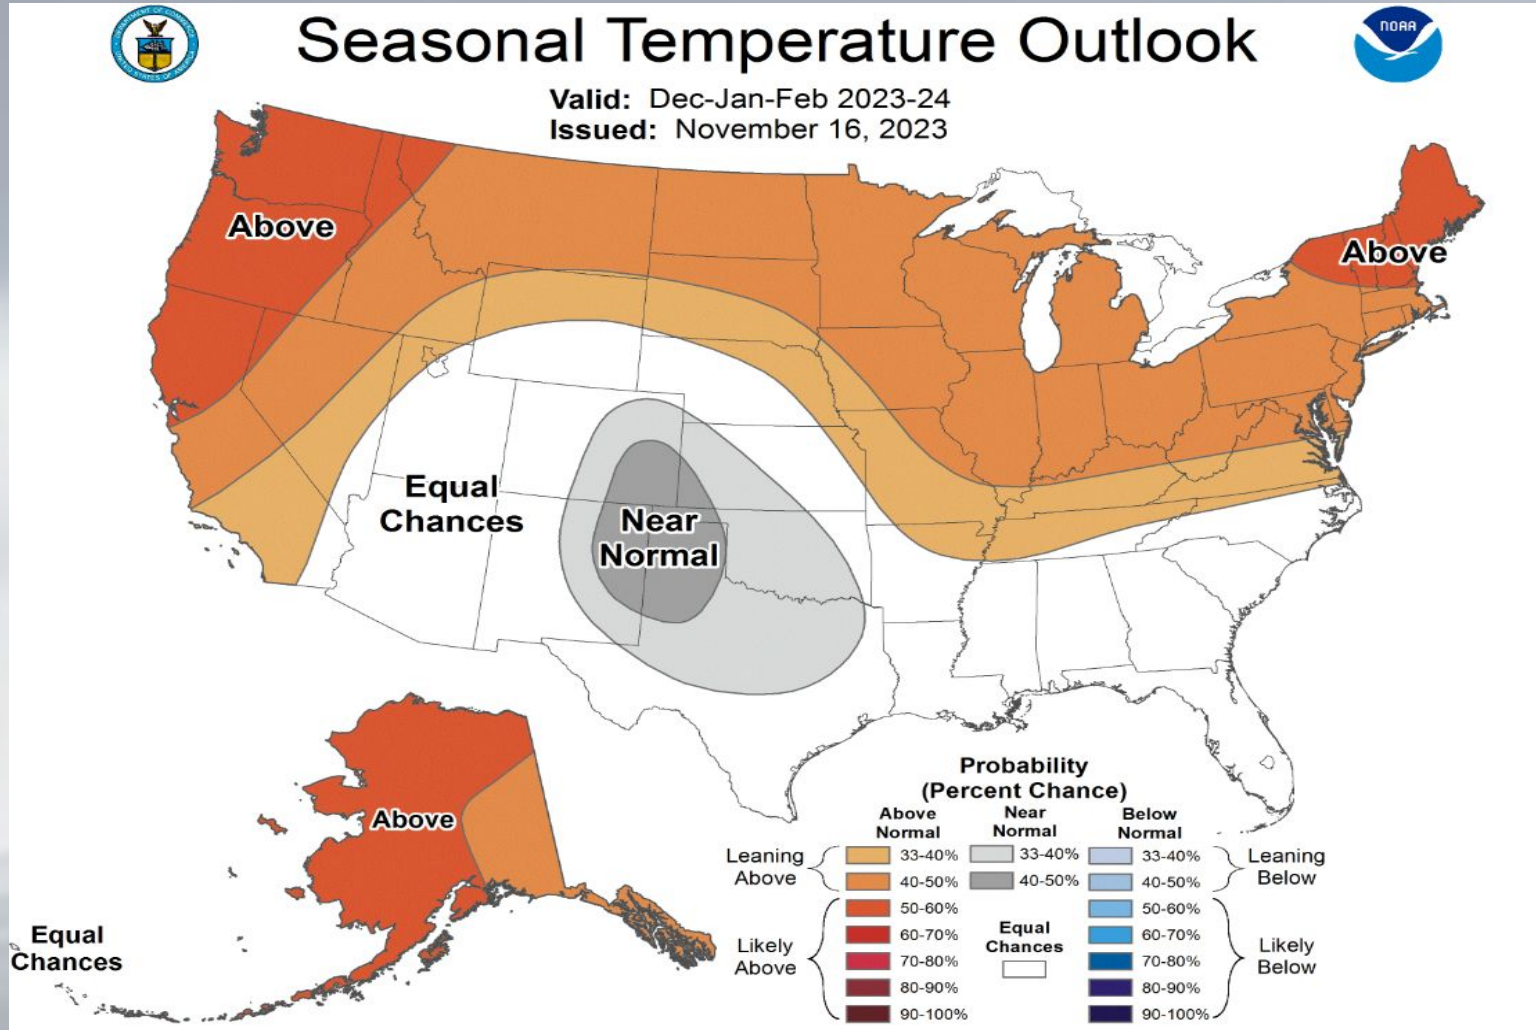 Seasonal Temperature Outlook
NOAA
Valid: Dec-Jan-Feb 2023-24
Issued: November 16, 2023
Above
Above
Equal
Chances
Near
Normal
Above
Equal
Chances
Probability
(Percent Chance)
Above
Normal
Near
Normal
Below
Normal
Leaning
Above
33-40%
33-40%
33-40%
Leaning
Below
40-50%
40-50%
40-50%
50-60%
50-60%
Equal
Chances
60-70%
60-70%
Likely
Above
70-80%
70-80%
Likely
Below
80-90%
80-90%
90-100%
90-100%